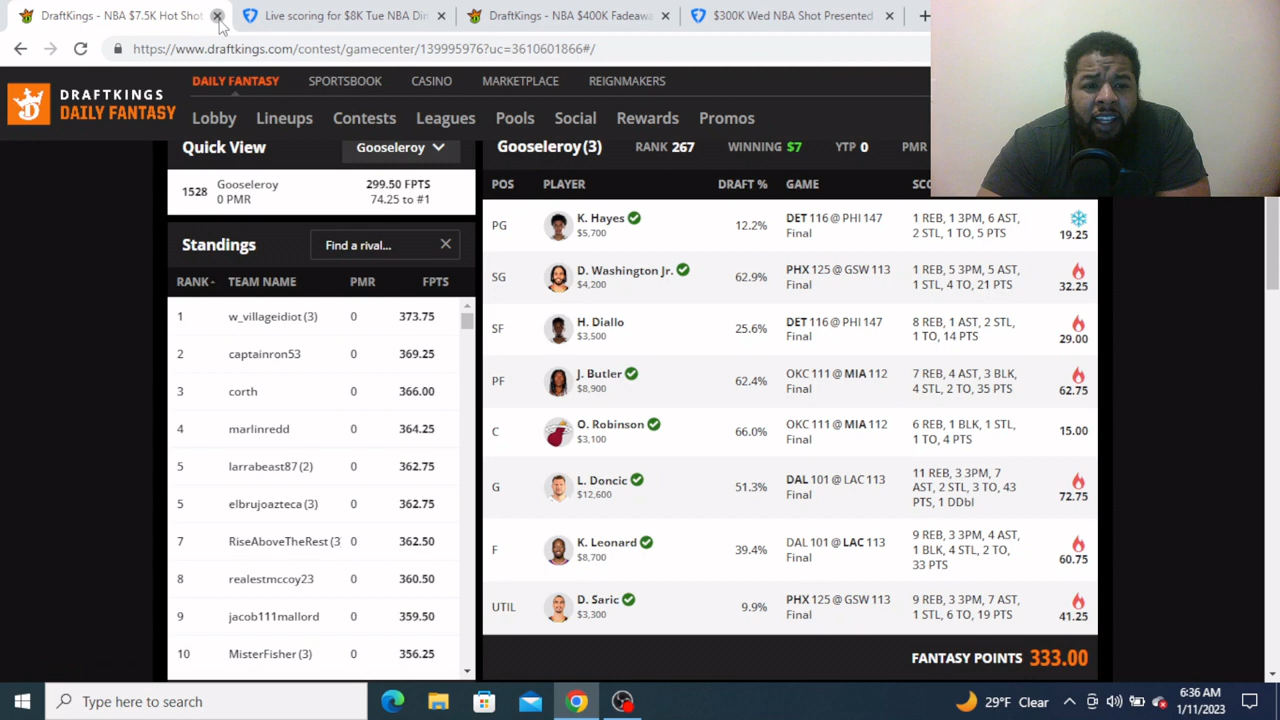 DraftKings - NBA $7.5K Hot Shot
Live scoring for $8K Tue NBA Din
DraftKings - NBA $400K Fadeawa
$300K Wed NBA Shot Presented
https://www.draftkings.com/contest/gamecenter/139995976?uc=3610601866#/
DRAFTKINGS
DAILY FANTASY
DAILY FANTASY SPORTSBOOK CASINO MARKETPLACE REIGNMAKERS
Lobby Lineups Contests Leagues Pools Social Rewards Promos
Quick View Gooseleroy
1528 Gooseleroy 299.50 FPTS
0 PMR 74.25 to #1
Standings Find a rival...
RANK TEAM NAME PMR FPTS
1 w_villageidiot (3) 0 373.75
2 captainron53 0 369.25
3 corth 0 366.00
4 marlinredd 0 364.25
5 larrabeast87 (2) 0 362.75
5 elbrujoazteca (3) 0 362.75
7 RiseAboveTheRest (3 0 362.50
8 realestmccoy23 0 360.50
9 jacob111mallord 0 359.50
10 MisterFisher (3) 0 356.25
Gooseleroy (3) RANK 267 WINNING $7 YTP 0 PMR
POS PLAYER DRAFT % GAME SCO
PG K. Hayes $5,700 12.2% DET 116 @ PHI 147
Final
1 REB, 1 3PM, 6 AST,
2 STL, 1 TO, 5 PTS
19.25
SG D. Washington Jr. $4,200 62.9% PHX 125 @ GSW 113
Final
1 REB, 5 3PM, 5 AST,
1 STL, 4 TO, 21 PTS
32.25
SF H. Diallo $3,500 25.6% DET 116 @ PHI 147
Final
8 REB, 1 AST, 2 STL,
1 TO, 14 PTS
29.00
PF J. Butler $8,900 62.4% OKC 111 @ MIA 112
Final
7 REB, 4 AST, 3 BLK,
4 STL, 2 TO, 35 PTS
62.75
C O. Robinson $3,100 66.0% OKC 111 @ MIA 112
Final
6 REB, 1 BLK, 1 STL,
1 TO, 4 PTS
15.00
G L. Doncic $12,600 51.3% DAL 101 @ LAC 113
Final
11 REB, 3 3PM, 7
AST, 2 STL, 3 TO, 43
PTS, 1 DDbl
72.75
F K. Leonard $8,700 39.4% DAL 101 @ LAC 113
Final
9 REB, 3 3PM, 4 AST,
1 BLK, 4 STL, 2 TO,
33 PTS
60.75
UTIL D. Saric $3,300 9.9% PHX 125 @ GSW 113
Final
9 REB, 3 3PM, 7 AST,
1 STL, 6 TO, 19 PTS
41.25
FANTASY POINTS 333.00
Type here to search
29°F Clear
6:36 AM
1/11/2023